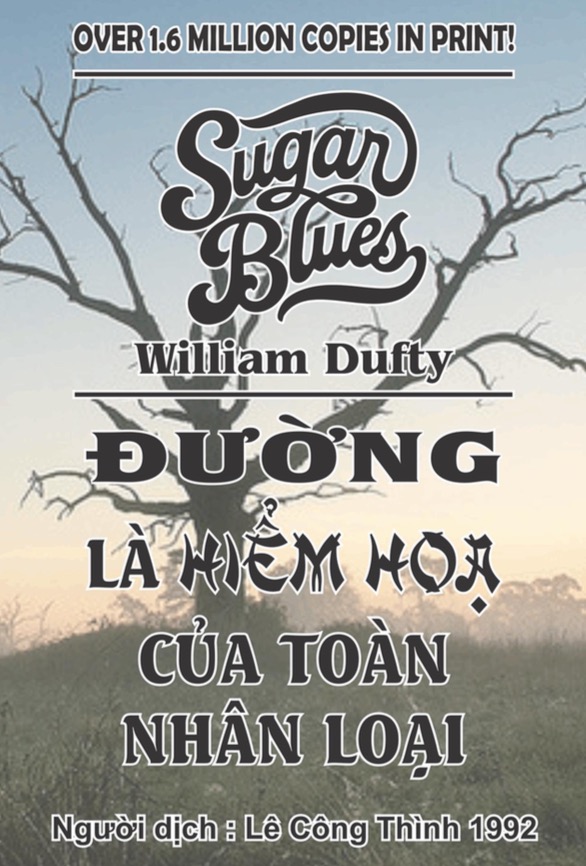 OVER 1.6 MILLION COPIES IN PRINT!
Sugar
Blues
William Dufty
ĐƯỜNG
LÀ HIỂM HOẠ
CỦA TOÀN
NHÂN LOẠI
Người dịch : Lê Công Thình 1992